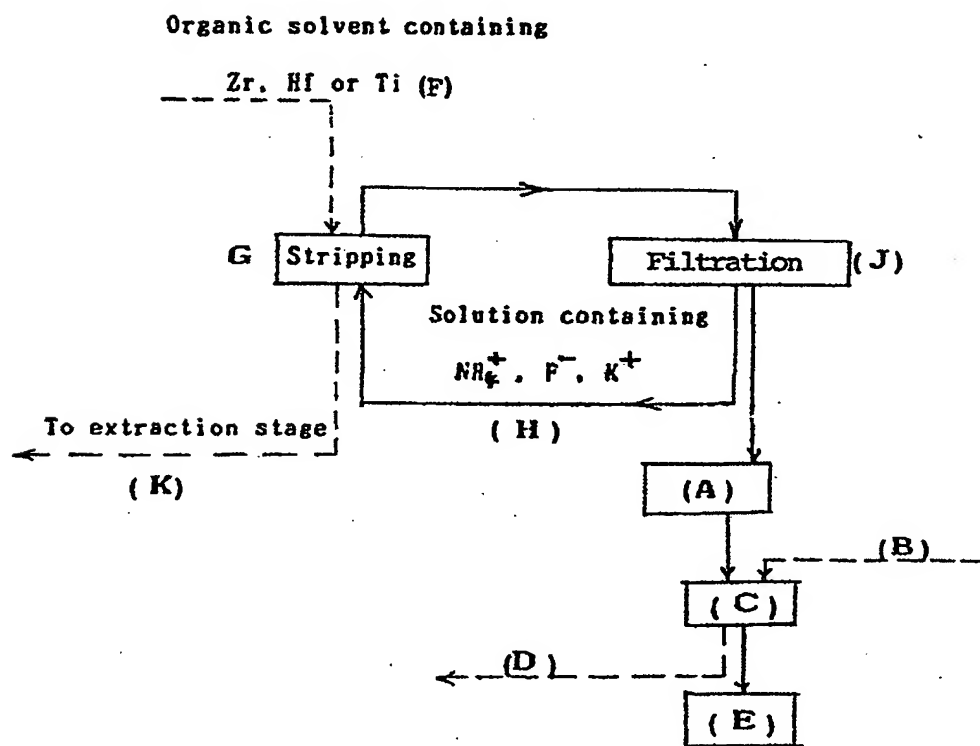 Organic solvent containing
Zr, Hf or Ti (F)
G Stripping
Filtration (J)
Solution containing
NH₄⁺, F⁻, K⁺
(H)
To extraction stage
(K)
(A)
(B)
(C)
(D)
(E)